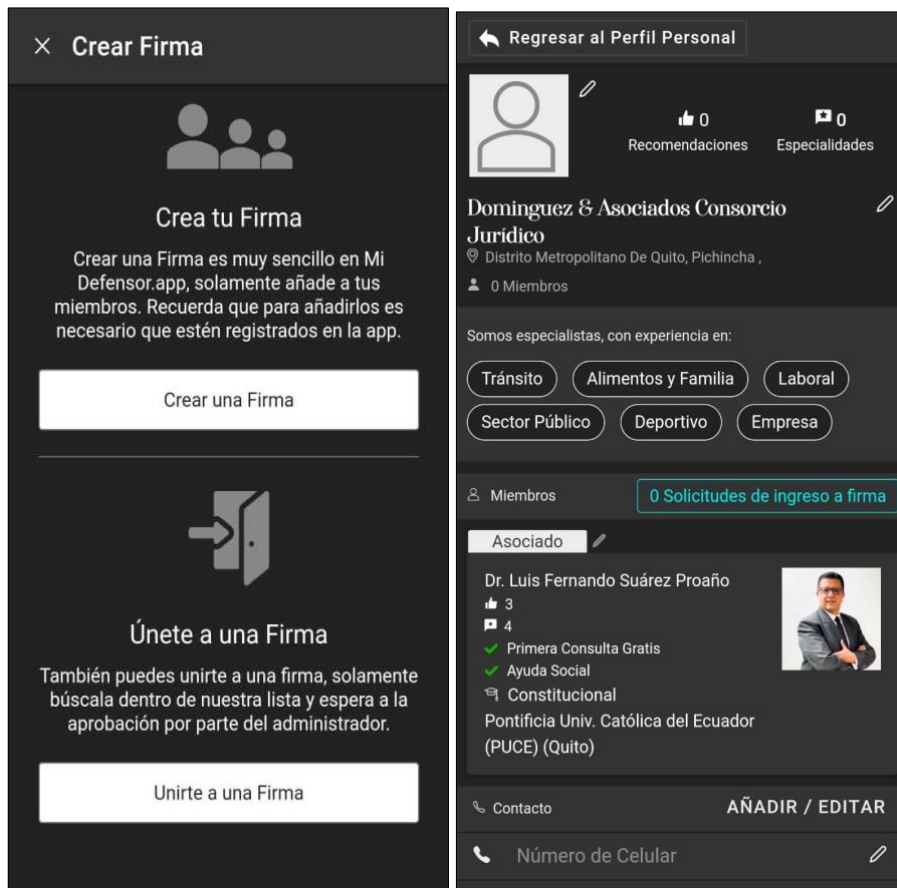 Crear Firma
Crea tu Firma
Crear una Firma es muy sencillo en Mi
Defensor.app, solamente añade a tus
miembros. Recuerda que para añadirlos es
necesario que estén registrados en la app.
Crear una Firma
Únete a una Firma
También puedes unirte a una firma, solamente
búscala dentro de nuestra lista y espera a la
aprobación por parte del administrador.
Unirte a una Firma
Regresar al Perfil Personal
0 0
Recomendaciones Especialidades
Dominguez & Asociados Consorcio
Jurídico
Distrito Metropolitano De Quito, Pichincha ,
0 Miembros
Somos especialistas, con experiencia en:
Tránsito Alimentos y Familia Laboral
Sector Público Deportivo Empresa
Miembros 0 Solicitudes de ingreso a firma
Asociado
Dr. Luis Fernando Suárez Proaño
3
4
Primera Consulta Gratis
Ayuda Social
Constitucional
Pontificia Univ. Católica del Ecuador
(PUCE) (Quito)
Contacto AÑADIR / EDITAR
Número de Celular